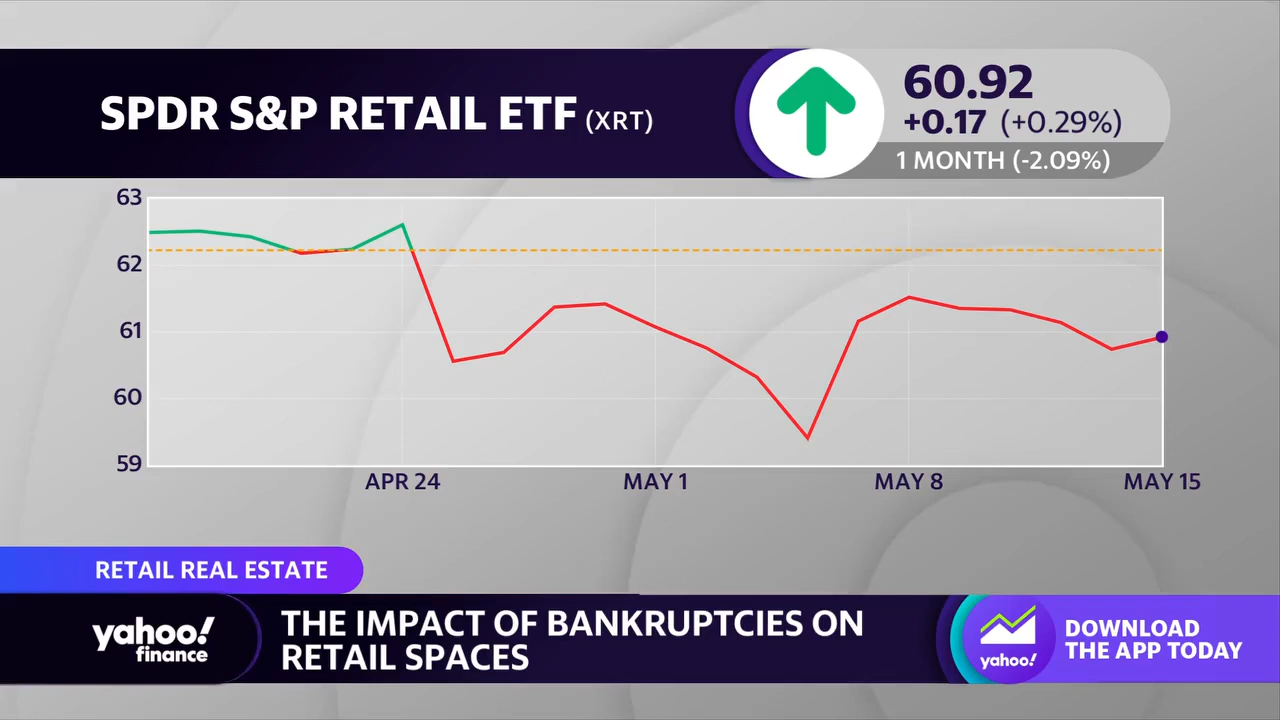 SPDR S&P RETAIL ETF (XRT)
60.92
+0.17 (+0.29%)
1 MONTH (-2.09%)
63
62
61
60
59
APR 24
MAY 1
MAY 8
MAY 15
RETAIL REAL ESTATE
yahoo!
finance
THE IMPACT OF BANKRUPTCIES ON
RETAIL SPACES
yahoo!
DOWNLOAD
THE APP TODAY